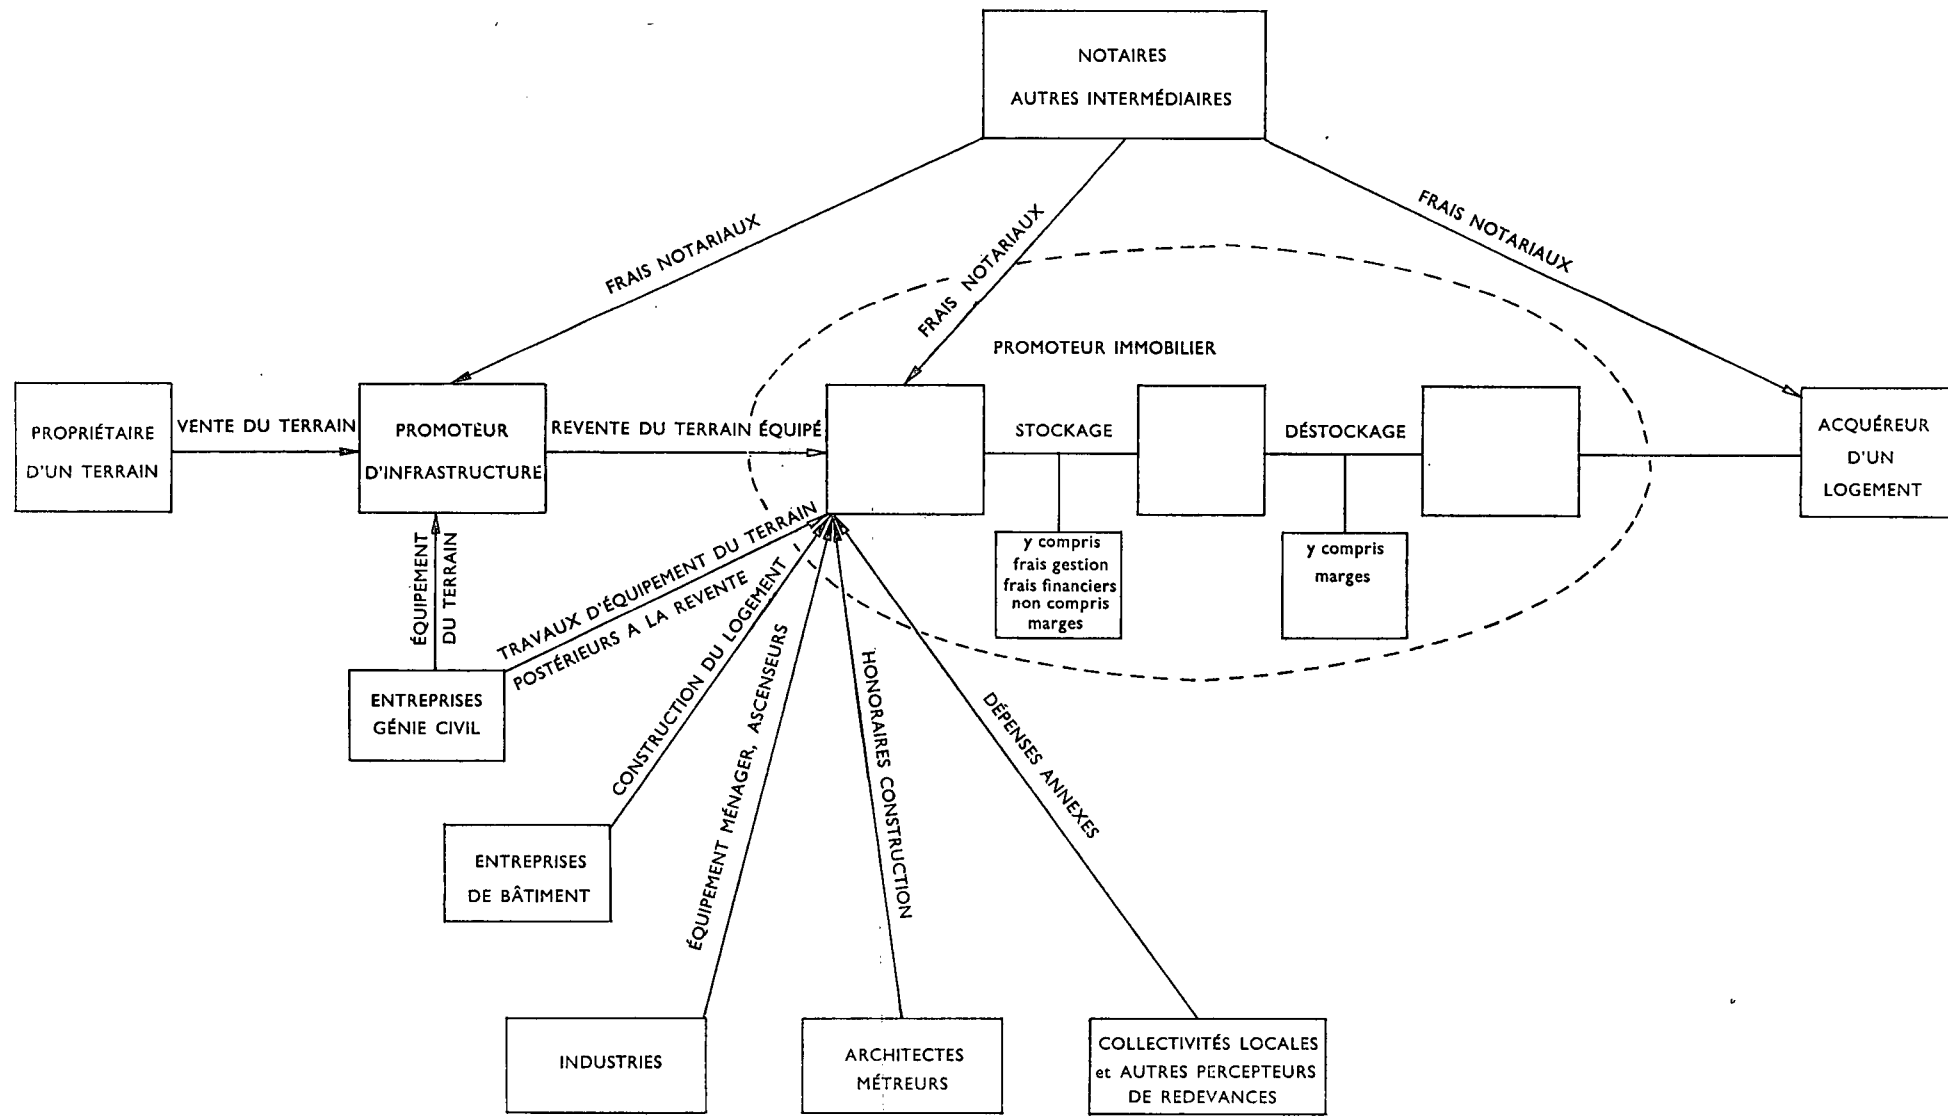 NOTAIRES
AUTRES INTERMÉDIAIRES
FRAIS NOTARIAUX
FRAIS NOTARIAUX
FRAIS NOTARIAUX
PROMOTEUR IMMOBILIER
PROPRIÉTAIRE
D'UN TERRAIN
VENTE DU TERRAIN
PROMOTEUR
D'INFRASTRUCTURE
REVENTE DU TERRAIN ÉQUIPÉ
STOCKAGE
DÉSTOCKAGE
ACQUÉREUR
D'UN
LOGEMENT
y compris
frais gestion
frais financiers
non compris
marges
y compris
marges
ÉQUIPEMENT
DU TERRAIN
TRAVAUX D'ÉQUIPEMENT DU TERRAIN
POSTÉRIEURS A LA REVENTE
CONSTRUCTION DU LOGEMENT
ÉQUIPEMENT MÉNAGER, ASCENSEURS
HONORAIRES CONSTRUCTION
DÉPENSES ANNEXES
ENTREPRISES
GÉNIE CIVIL
ENTREPRISES
DE BÂTIMENT
INDUSTRIES
ARCHITECTES
MÉTREURS
COLLECTIVITÉS LOCALES
et AUTRES PERCEPTEURS
DE REDEVANCES